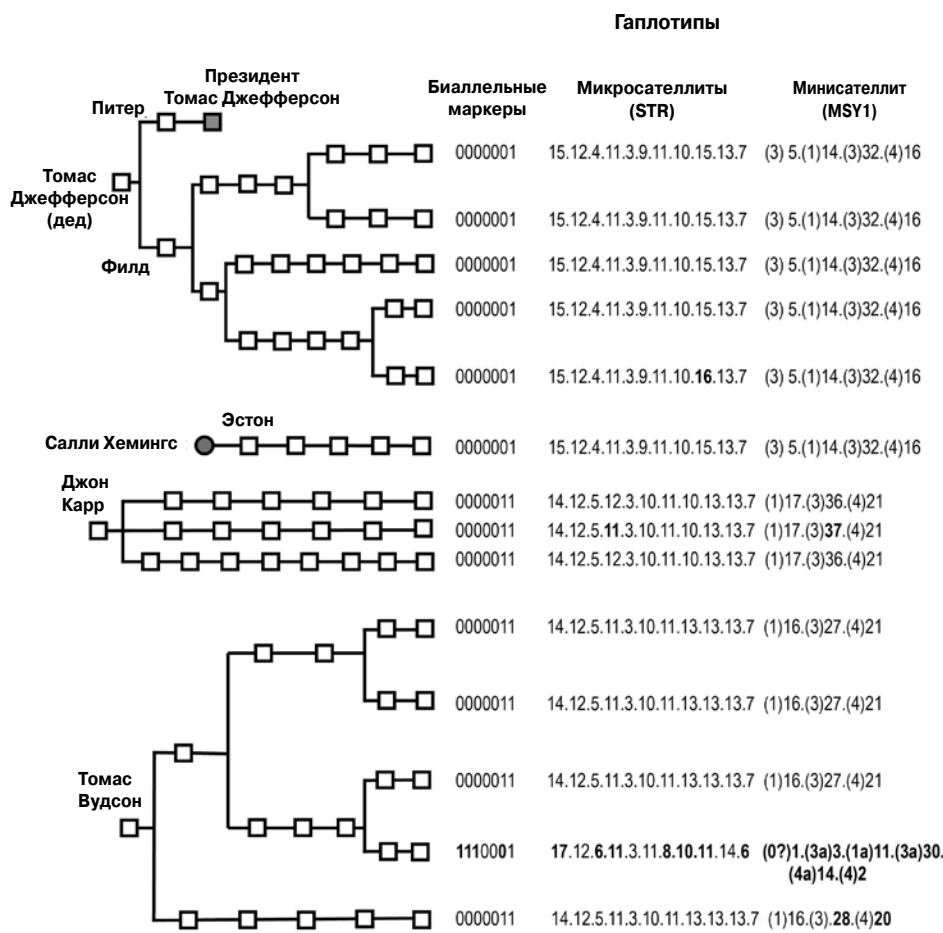 Гаплотипы
Президент
Томас Джефферсон
Биаллельные
маркеры
Микросателлиты
(STR)
Минисателлит
(MSY1)
Питер
0000001 15.12.4.11.3.9.11.10.15.13.7 (3) 5.(1)14.(3)32.(4)16
Томас
Джефферсон
(дед)
0000001 15.12.4.11.3.9.11.10.15.13.7 (3) 5.(1)14.(3)32.(4)16
Филд
0000001 15.12.4.11.3.9.11.10.15.13.7 (3) 5.(1)14.(3)32.(4)16
0000001 15.12.4.11.3.9.11.10.15.13.7 (3) 5.(1)14.(3)32.(4)16
0000001 15.12.4.11.3.9.11.10.16.13.7 (3) 5.(1)14.(3)32.(4)16
Эстон
Салли Хемингс 0000001 15.12.4.11.3.9.11.10.15.13.7 (3) 5.(1)14.(3)32.(4)16
Джон
Карр
0000011 14.12.5.12.3.10.11.10.13.13.7 (1)17.(3)36.(4)21
0000011 14.12.5.11.3.10.11.10.13.13.7 (1)17.(3)37.(4)21
0000011 14.12.5.12.3.10.11.10.13.13.7 (1)17.(3)36.(4)21
0000011 14.12.5.11.3.10.11.13.13.13.7 (1)16.(3)27.(4)21
0000011 14.12.5.11.3.10.11.13.13.13.7 (1)16.(3)27.(4)21
Томас
Вудсон
0000011 14.12.5.11.3.10.11.13.13.13.7 (1)16.(3)27.(4)21
1110001 17.12.6.11.3.11.8.10.11.14.6 (0?)1.(3a)3.(1a)11.(3a)30.
(4a)14.(4)2
0000011 14.12.5.11.3.10.11.13.13.13.7 (1)16.(3).28.(4)20